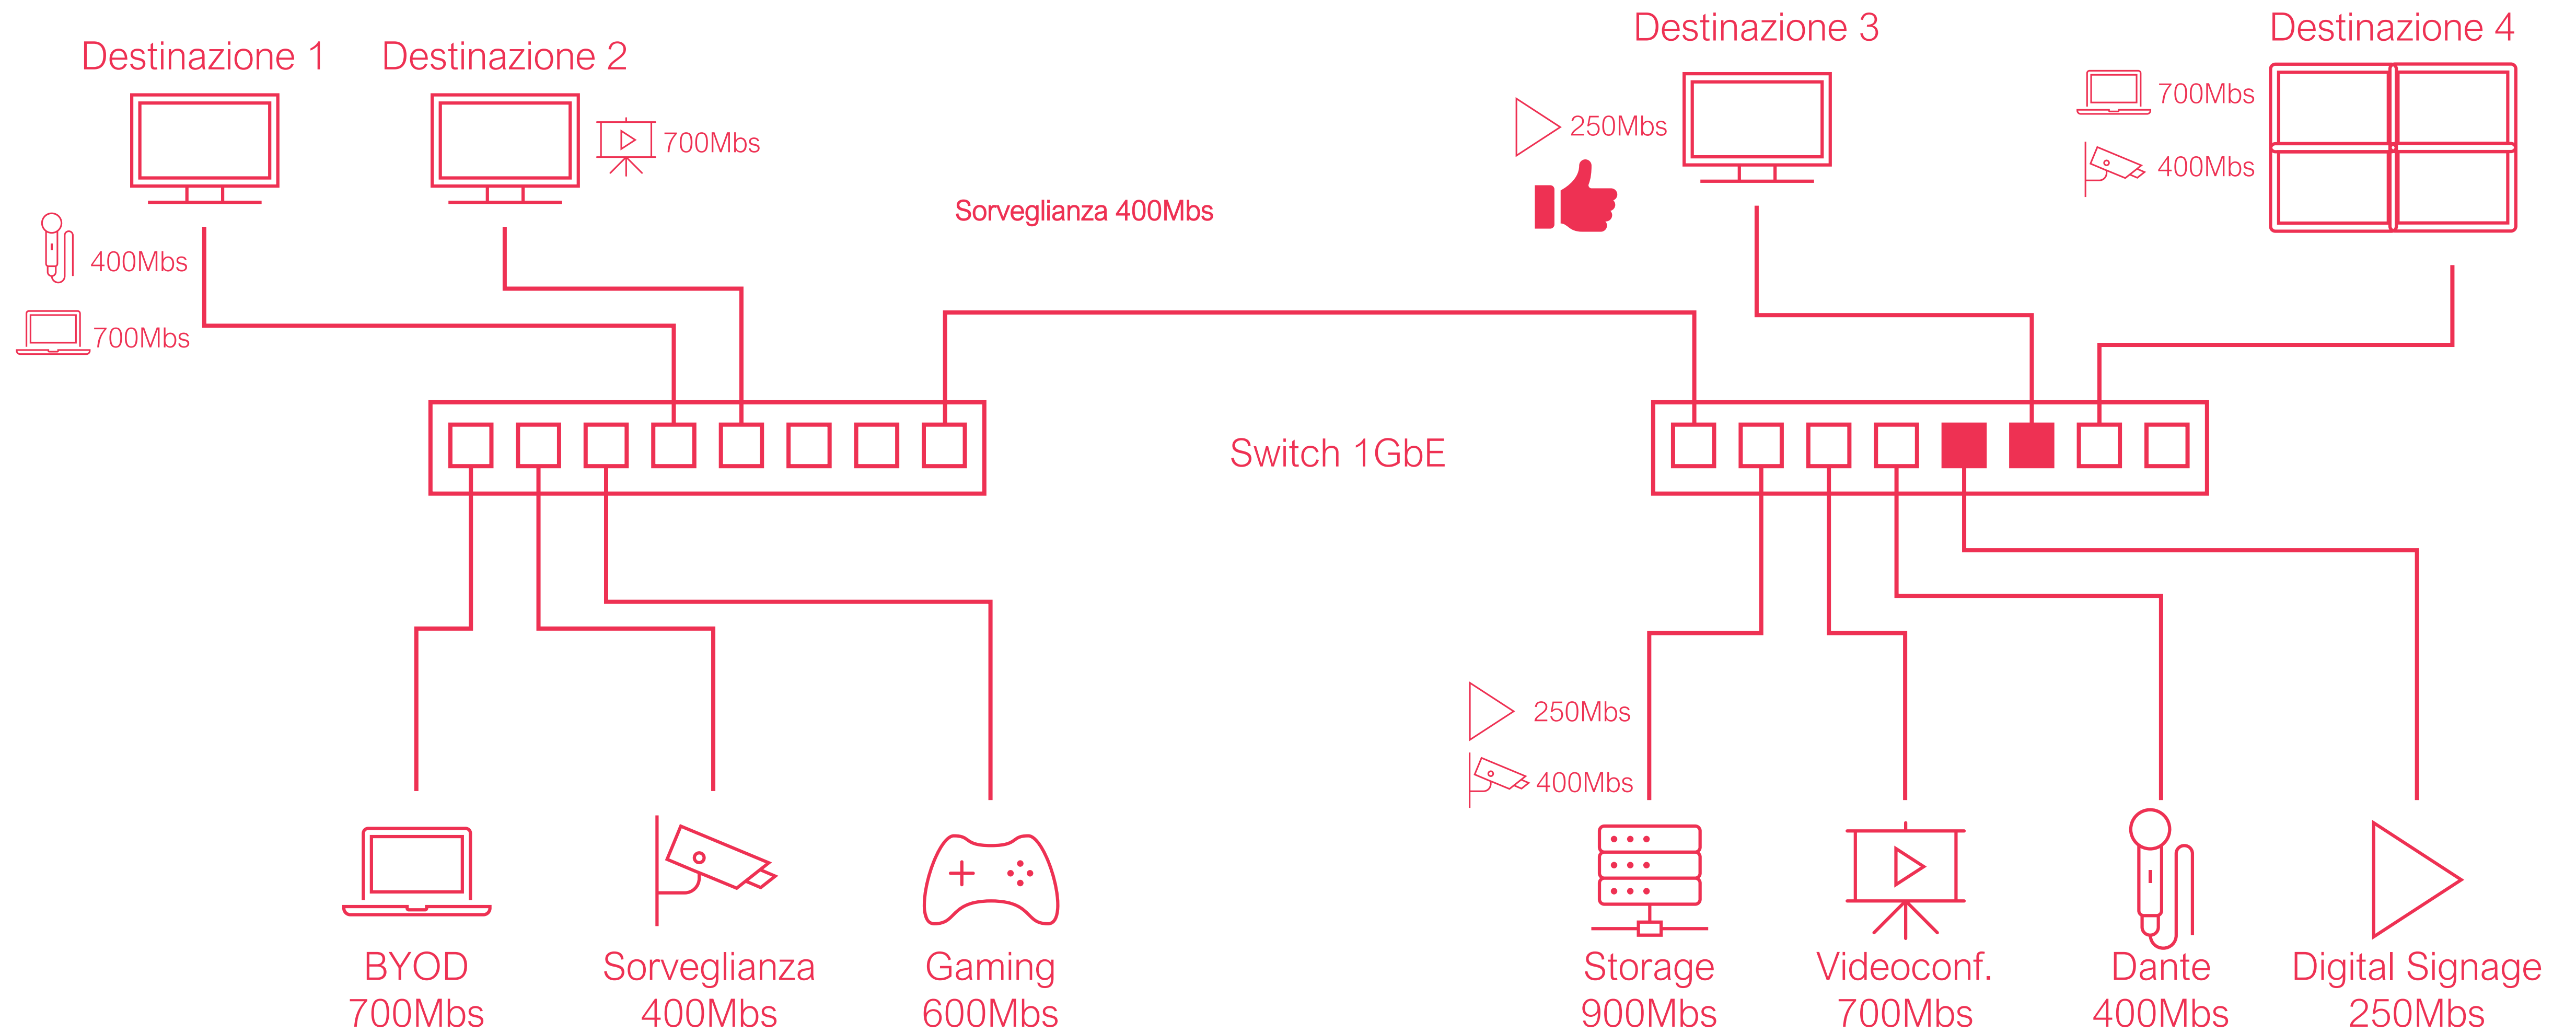 Destinazione 1
Destinazione 2
Destinazione 3
Destinazione 4
700Mbs
250Mbs
700Mbs
400Mbs
Sorveglianza 400Mbs
400Mbs
700Mbs
Switch 1GbE
250Mbs
400Mbs
BYOD
700Mbs
Sorveglianza
400Mbs
Gaming
600Mbs
Storage
900Mbs
Videoconf.
700Mbs
Dante
400Mbs
Digital Signage
250Mbs